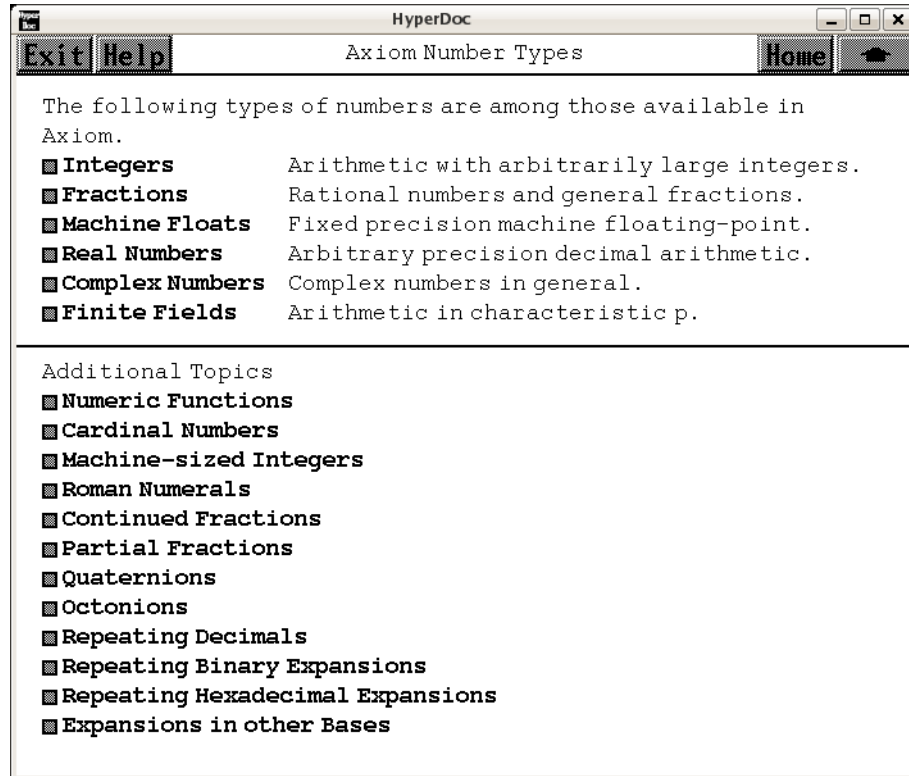 Hyper Doc
HyperDoc
Exit Help Axiom Number Types Home
The following types of numbers are among those available in
Axiom.
Integers Arithmetic with arbitrarily large integers.
Fractions Rational numbers and general fractions.
Machine Floats Fixed precision machine floating-point.
Real Numbers Arbitrary precision decimal arithmetic.
Complex Numbers Complex numbers in general.
Finite Fields Arithmetic in characteristic p.
Additional Topics
Numeric Functions
Cardinal Numbers
Machine-sized Integers
Roman Numerals
Continued Fractions
Partial Fractions
Quaternions
Octonions
Repeating Decimals
Repeating Binary Expansions
Repeating Hexadecimal Expansions
Expansions in other Bases